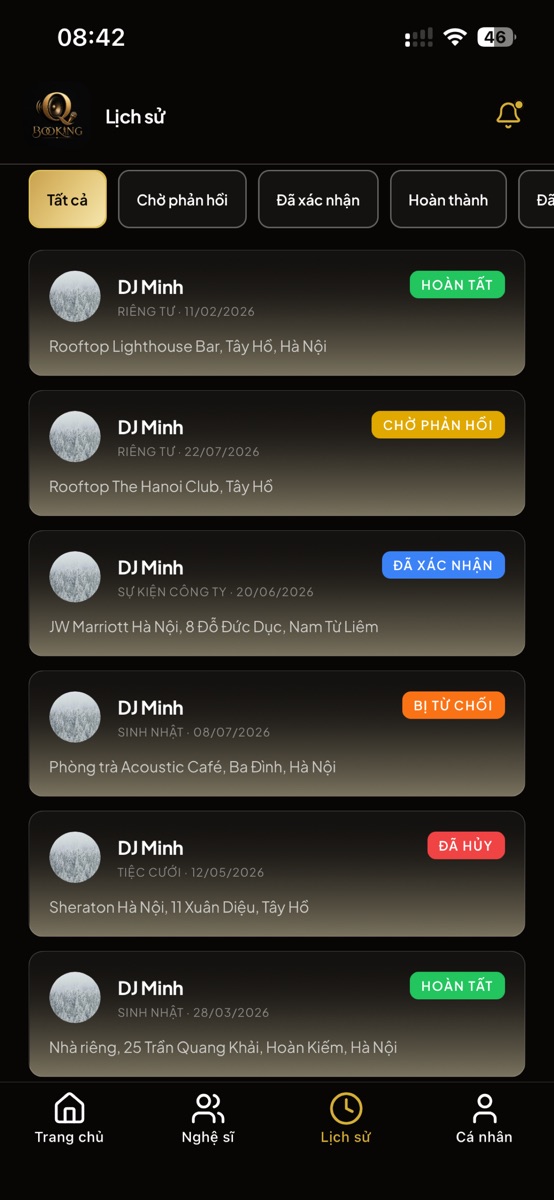 08:42
46
Q
BOOKING
Lịch sử
Tất cả
Chờ phản hồi
Đã xác nhận
Hoàn thành
Đã
DJ Minh
HOÀN TẤT
RIÊNG TƯ · 11/02/2026
Rooftop Lighthouse Bar, Tây Hồ, Hà Nội
DJ Minh
CHỜ PHẢN HỒI
RIÊNG TƯ · 22/07/2026
Rooftop The Hanoi Club, Tây Hồ
DJ Minh
ĐÃ XÁC NHẬN
SỰ KIỆN CÔNG TY · 20/06/2026
JW Marriott Hà Nội, 8 Đỗ Đức Dục, Nam Từ Liêm
DJ Minh
BỊ TỪ CHỐI
SINH NHẬT · 08/07/2026
Phòng trà Acoustic Café, Ba Đình, Hà Nội
DJ Minh
ĐÃ HỦY
TIỆC CƯỚI · 12/05/2026
Sheraton Hà Nội, 11 Xuân Diệu, Tây Hồ
DJ Minh
HOÀN TẤT
SINH NHẬT · 28/03/2026
Nhà riêng, 25 Trần Quang Khải, Hoàn Kiếm, Hà Nội
Trang chủ
Nghệ sĩ
Lịch sử
Cá nhân